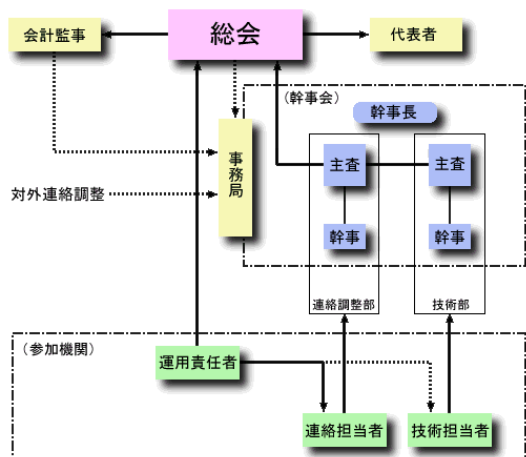 会計監事
総会
代表者
(幹事会)
幹事長
事務局
主査
主査
対外連絡調整
幹事
幹事
連絡調整部
技術部
(参加機関)
運用責任者
連絡担当者
技術担当者